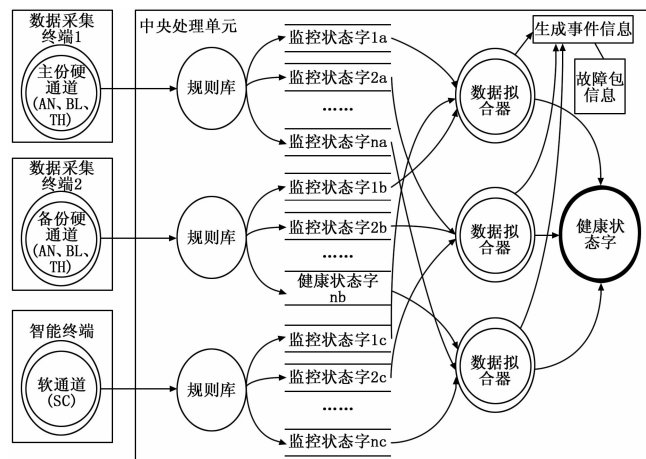 数据采集
终端1
主份硬
通道
(AN、BL、
TH)
数据采集
终端2
备份硬
通道
(AN、BL、
TH)
智能终端
软通道
(SC)
中央处理单元
规则库
规则库
规则库
监控状态字1a
监控状态字2a
……
监控状态字na
监控状态字1b
监控状态字2b
……
健康状态字
nb
监控状态字1c
监控状态字2c
……
监控状态字nc
数据拟
合器
数据拟
合器
数据拟
合器
生成事件信息
故障包
信息
健康状
态字